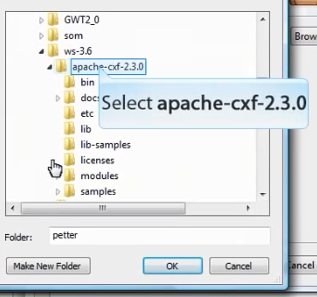 GWT2_0
som
Brow
ws-3.6
apache-cxf-2.3.0
bin
docs
Select apache-cxf-2.3.0
etc
lib
lib-samples
licenses
modules
samples
Folder: petter
Make New Folder OK Cancel Cancel